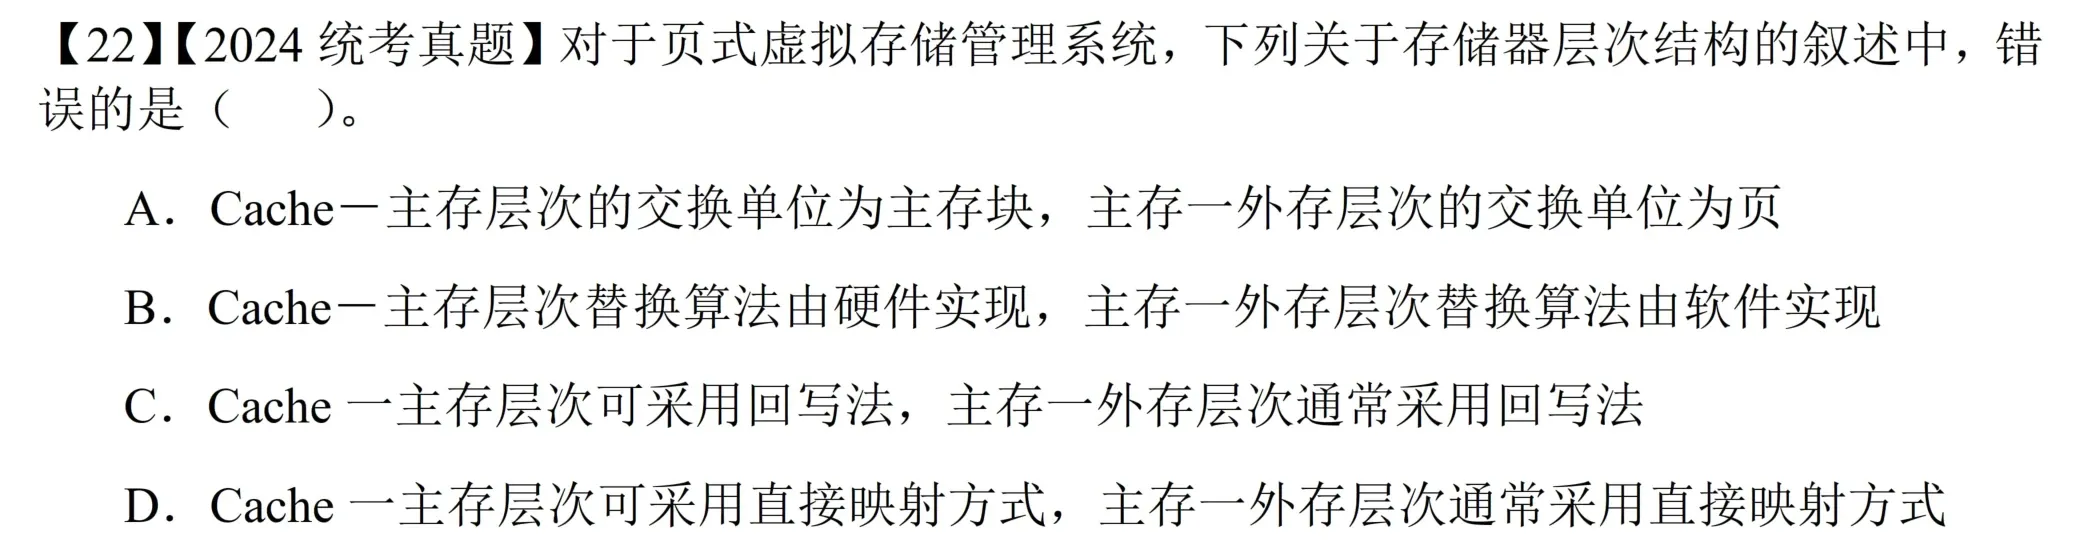 【22】【2024 统考真题】对于页式虚拟存储管理系统，下列关于存储器层次结构的叙述中，错
误的是（　　）。
A．Cache－主存层次的交换单位为主存块，主存一外存层次的交换单位为页
B．Cache－主存层次替换算法由硬件实现，主存一外存层次替换算法由软件实现
C．Cache 一主存层次可采用回写法，主存一外存层次通常采用回写法
D．Cache 一主存层次可采用直接映射方式，主存一外存层次通常采用直接映射方式